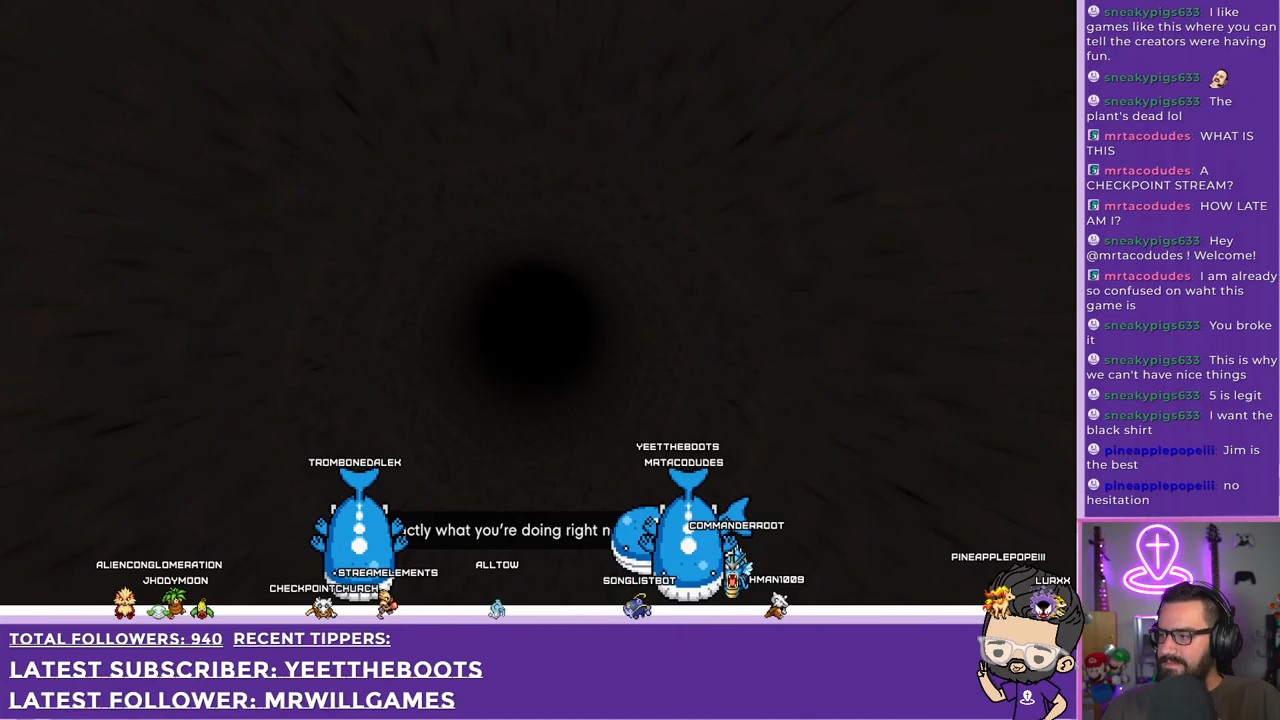 sneakypigs633 I like
games like this where you can
tell the creators were having
fun.
sneakypigs633
sneakypigs633 The
plant's dead lol
mrtacodudes: WHAT IS
THIS
mrtacodudes: A
CHECKPOINT STREAM?
mrtacodudes: HOW LATE
AM I?
sneakypigs633 Hey
@mrtacodudes ! Welcome!
mrtacodudes: I am already
so confused on waht this
game is
sneakypigs633 You broke
it
sneakypigs633 This is why
we can't have nice things
sneakypigs633 5 is legit
sneakypigs633 I want the
black shirt
pineapplepopeiii: Jim is
the best
pineapplepopeiii: no
hesitation
YEETTHEBOOTS
TROMBONEDALEK
MRTACODUDES
COMMANDERROOT
ctly what you're doing right n
PINEAPPLEPOPEIII
ALIENCONGLOMERATION
ALLTOW
STREAMELEMENTS
JHODYMOON
SONGLISTBOT
HMAN1009
LURXX
CHECKPOINTCHURCH
TOTAL FOLLOWERS: 940 RECENT TIPPERS:
LATEST SUBSCRIBER: YEETTHEBOOTS
LATEST FOLLOWER: MRWILLGAMES